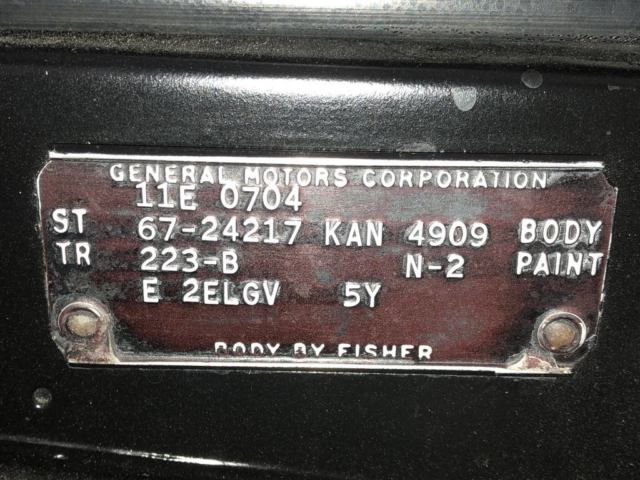 GENERAL MOTORS CORPORATION
11E 0704
ST 67-24217 KAN 4909 BODY
TR 223-B N-2 PAINT
E 2ELGV 5Y
BODY BY FISHER